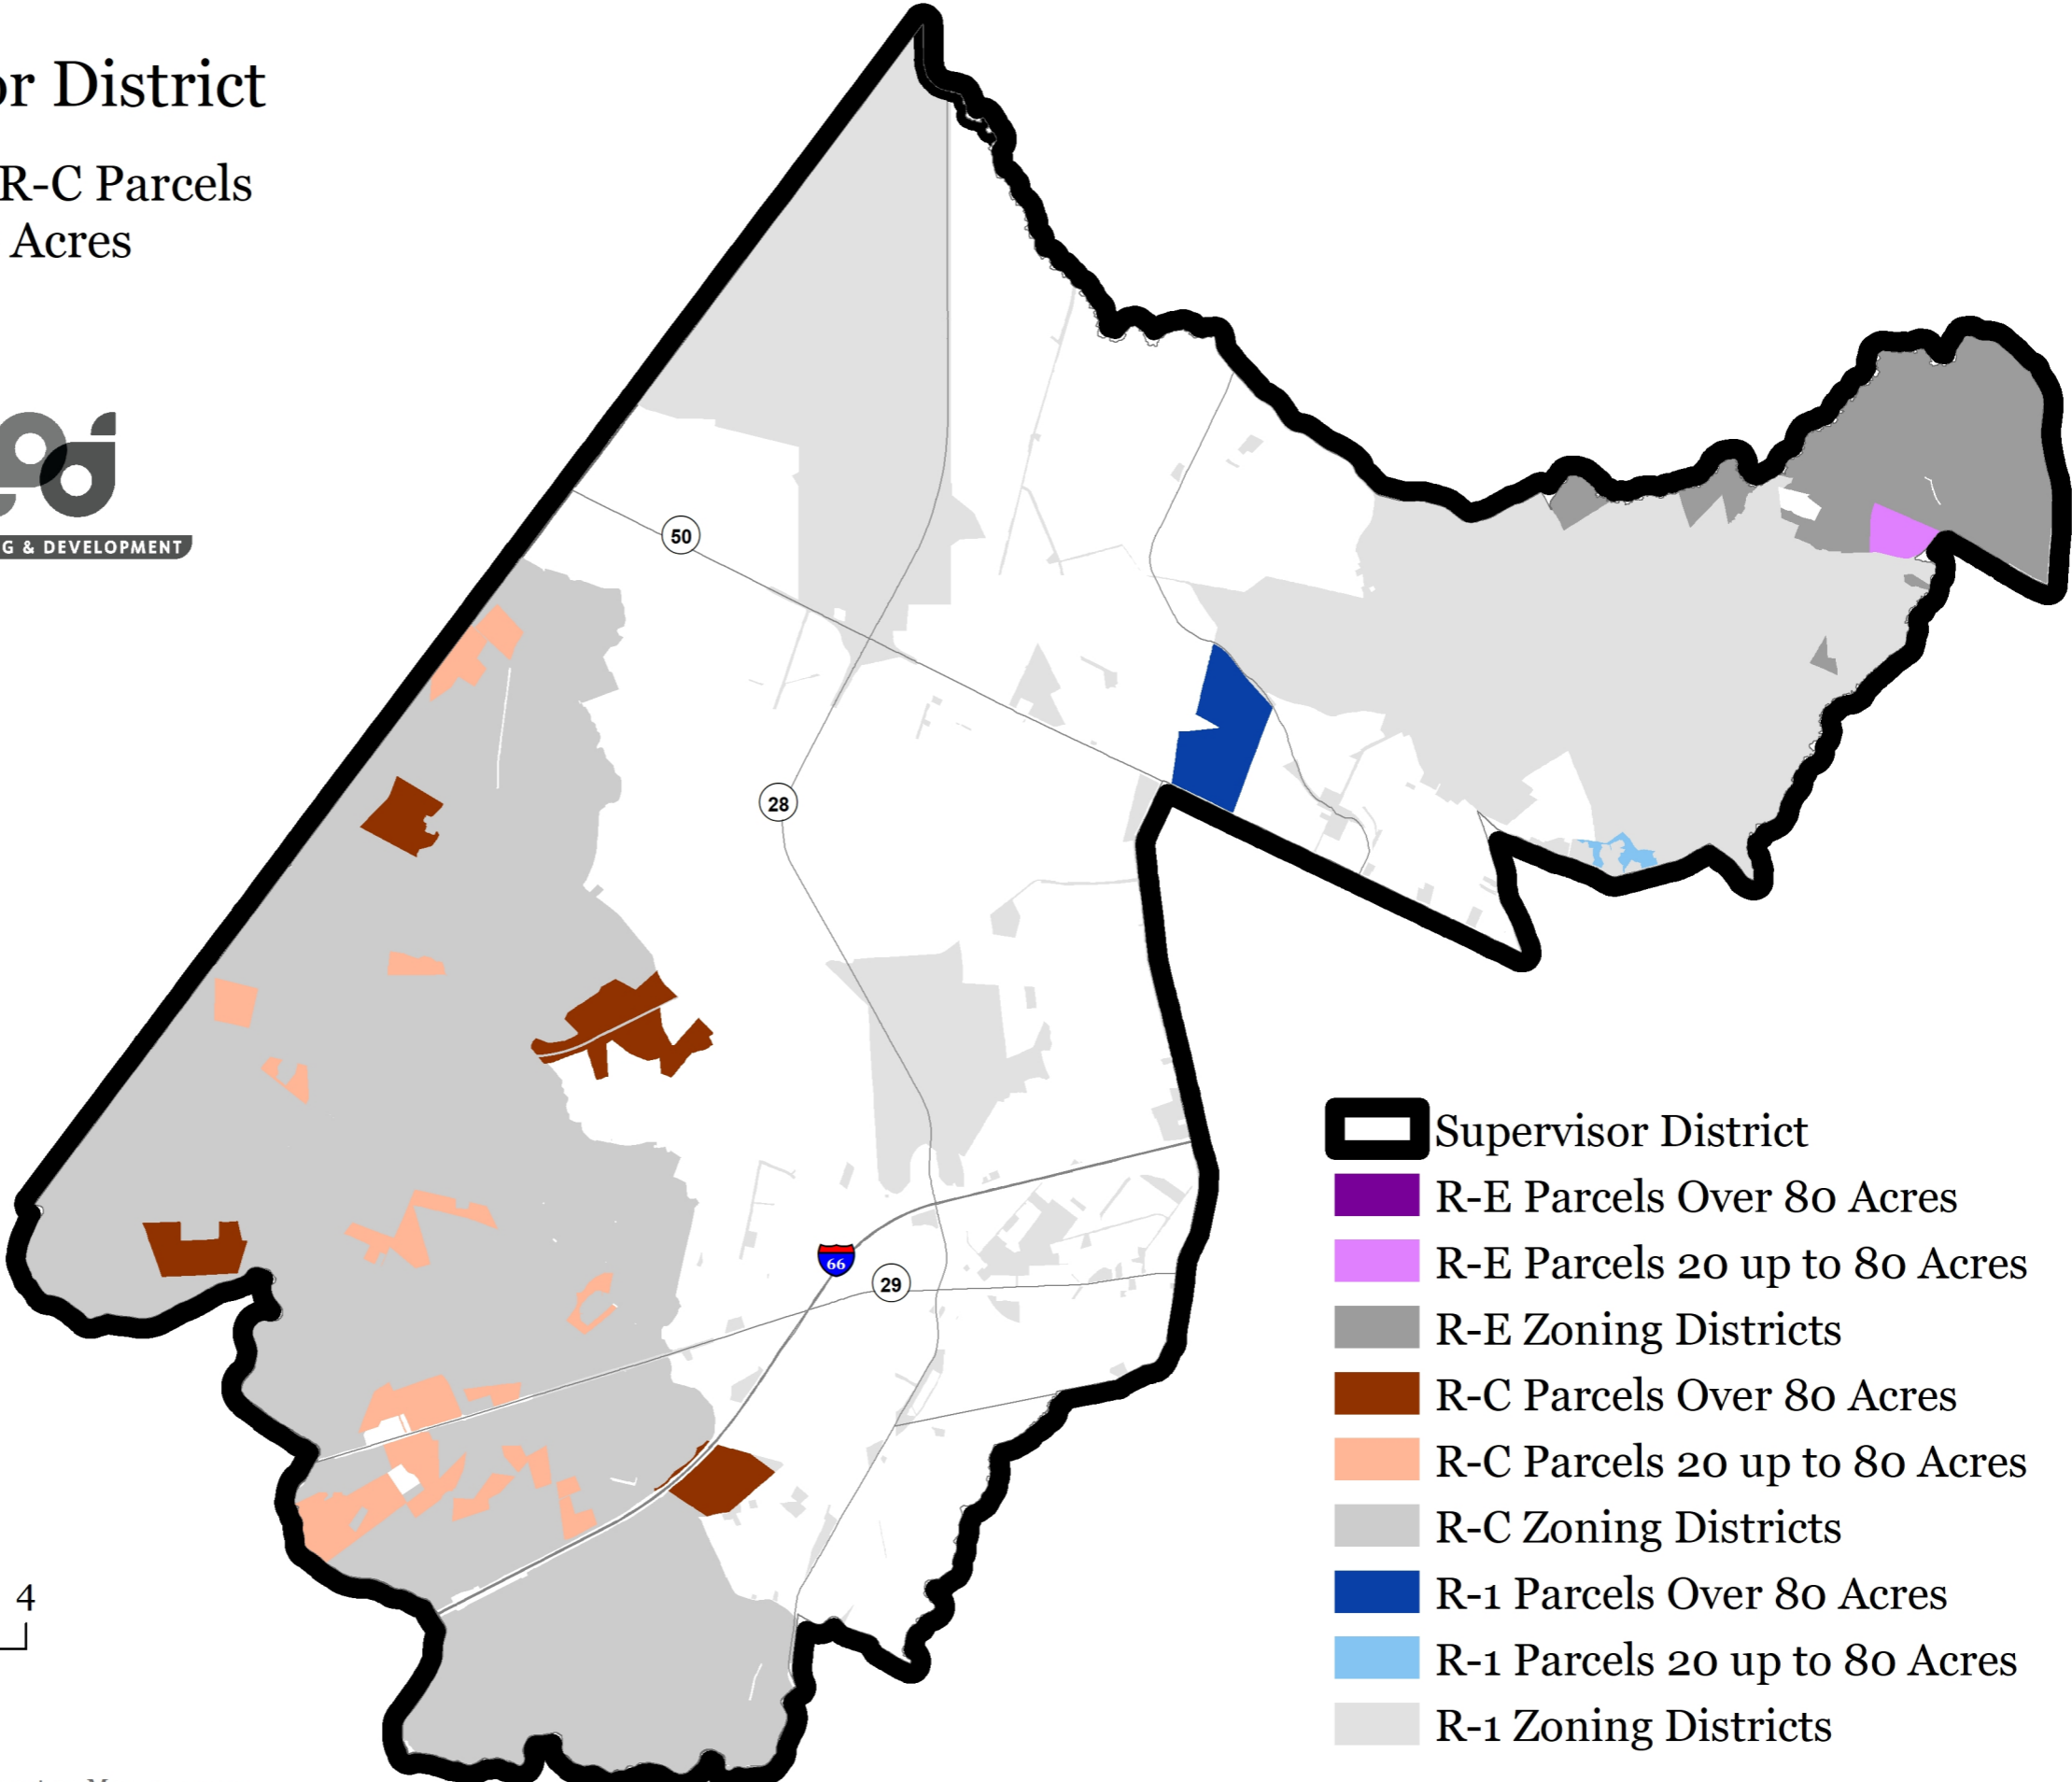 or District
R-C Parcels
Acres
G & DEVELOPMENT
50
28
66
29
4
Supervisor District
R-E Parcels Over 80 Acres
R-E Parcels 20 up to 80 Acres
R-E Zoning Districts
R-C Parcels Over 80 Acres
R-C Parcels 20 up to 80 Acres
R-C Zoning Districts
R-1 Parcels Over 80 Acres
R-1 Parcels 20 up to 80 Acres
R-1 Zoning Districts